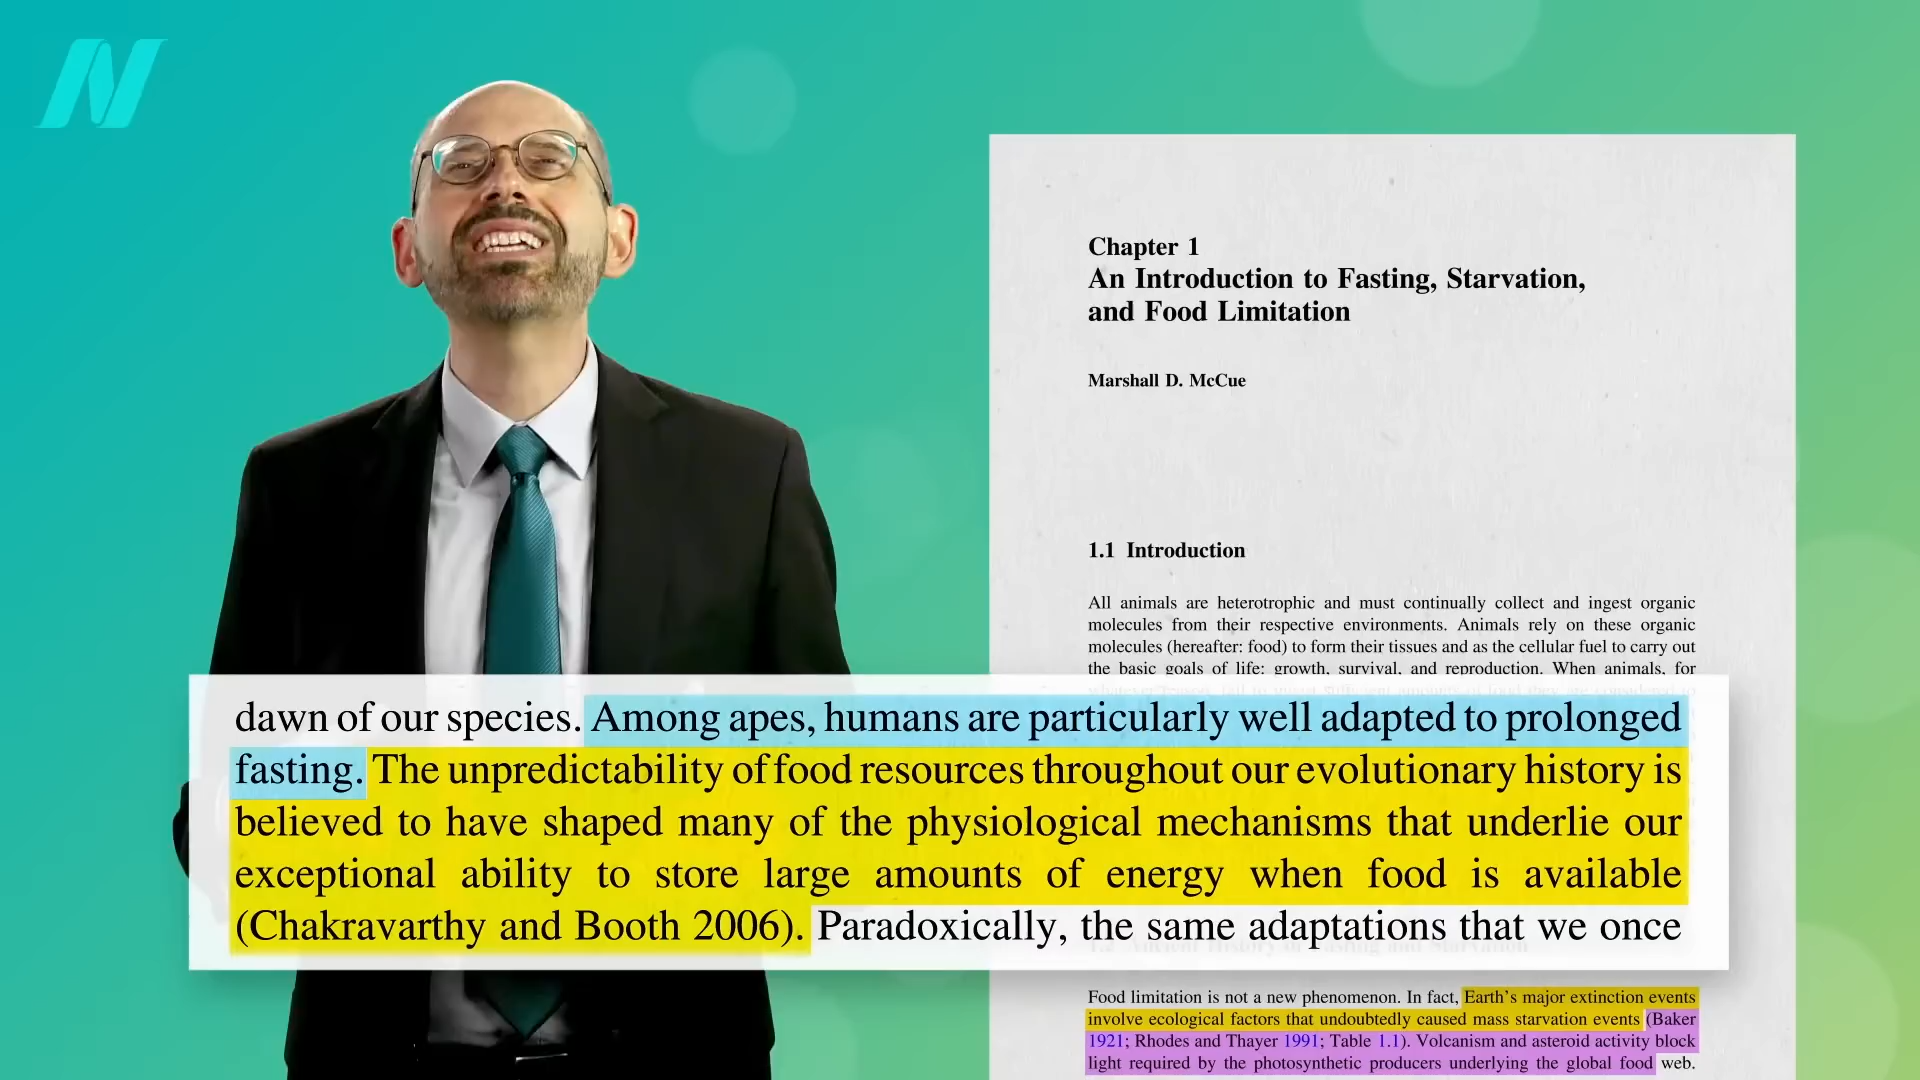 N
Chapter 1
An Introduction to Fasting, Starvation,
and Food Limitation
Marshall D. McCue
1.1 Introduction
All animals are heterotrophic and must continually collect and ingest organic
molecules from their respective environments. Animals rely on these organic
molecules (hereafter: food) to form their tissues and as the cellular fuel to carry out
the basic goals of life: growth, survival, and reproduction. When animals, for
dawn of our species. Among apes, humans are particularly well adapted to prolonged
fasting. The unpredictability of food resources throughout our evolutionary history is
believed to have shaped many of the physiological mechanisms that underlie our
exceptional ability to store large amounts of energy when food is available
(Chakravarthy and Booth 2006). Paradoxically, the same adaptations that we once
Food limitation is not a new phenomenon. In fact, Earth's major extinction events
involve ecological factors that undoubtedly caused mass starvation events (Baker
1921; Rhodes and Thayer 1991; Table 1.1). Volcanism and asteroid activity block
light required by the photosynthetic producers underlying the global food web.